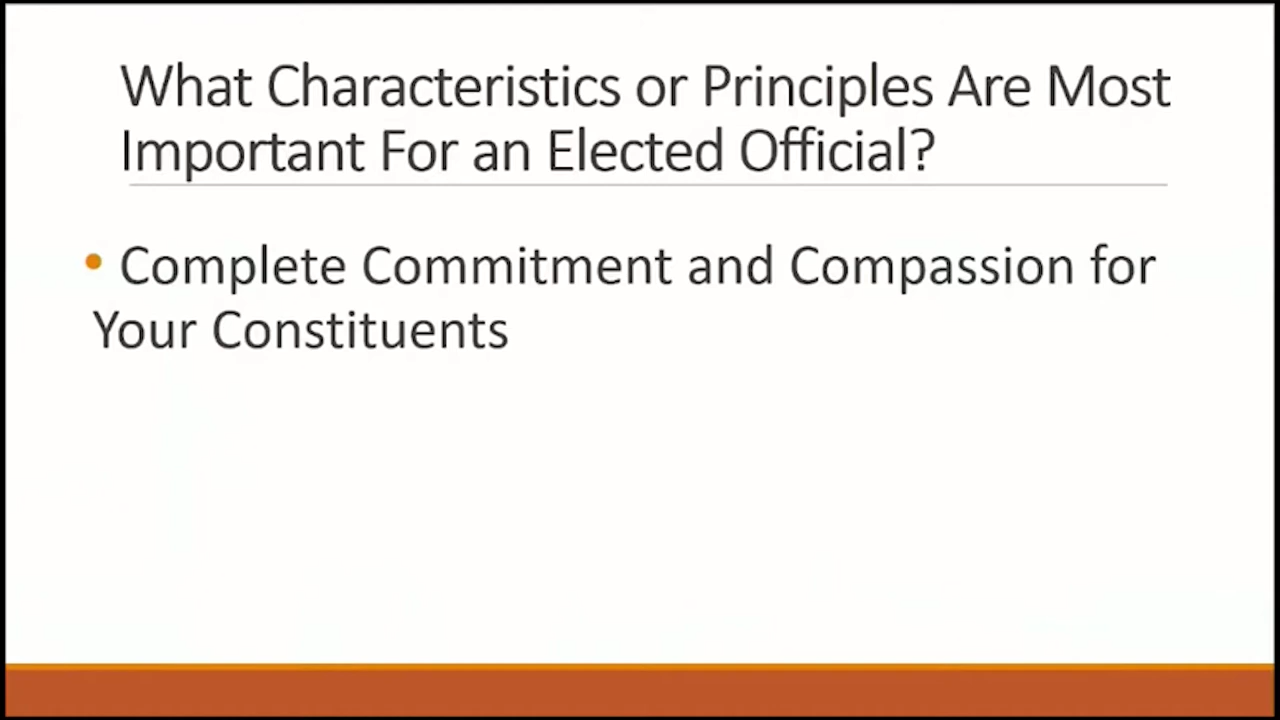 What Characteristics or Principles Are Most
Important For an Elected Official?
• Complete Commitment and Compassion for
Your Constituents